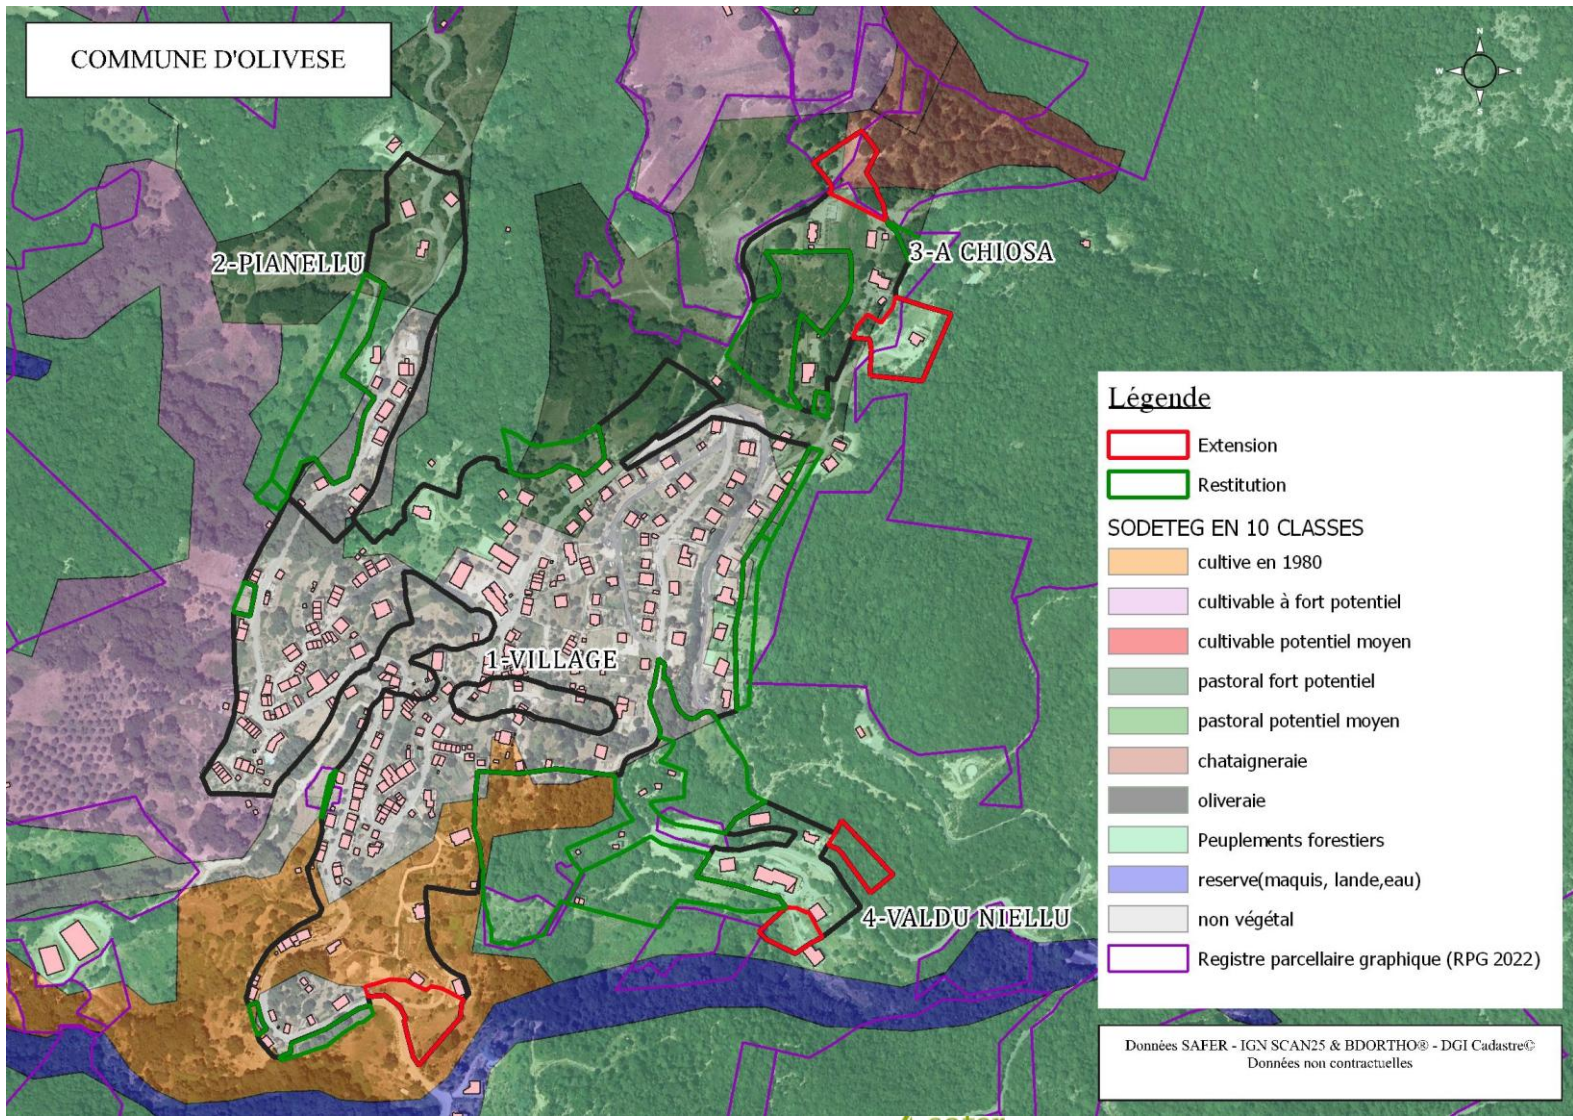 COMMUNE D'OLIVESE
N
W
E
S
2-PIANELLU
3-A CHIOSA
1-VILLAGE
4-VALDU NIELLU
Légende
Extension
Restitution
SODETEG EN 10 CLASSES
cultive en 1980
cultivable à fort potentiel
cultivable potentiel moyen
pastoral fort potentiel
pastoral potentiel moyen
chataigneraie
oliveraie
Peuplements forestiers
reserve(maquis, lande,eau)
non végétal
Registre parcellaire graphique (RPG 2022)
Données SAFER - IGN SCAN25 & BDORTHO® - DGI Cadastre©
Données non contractuelles